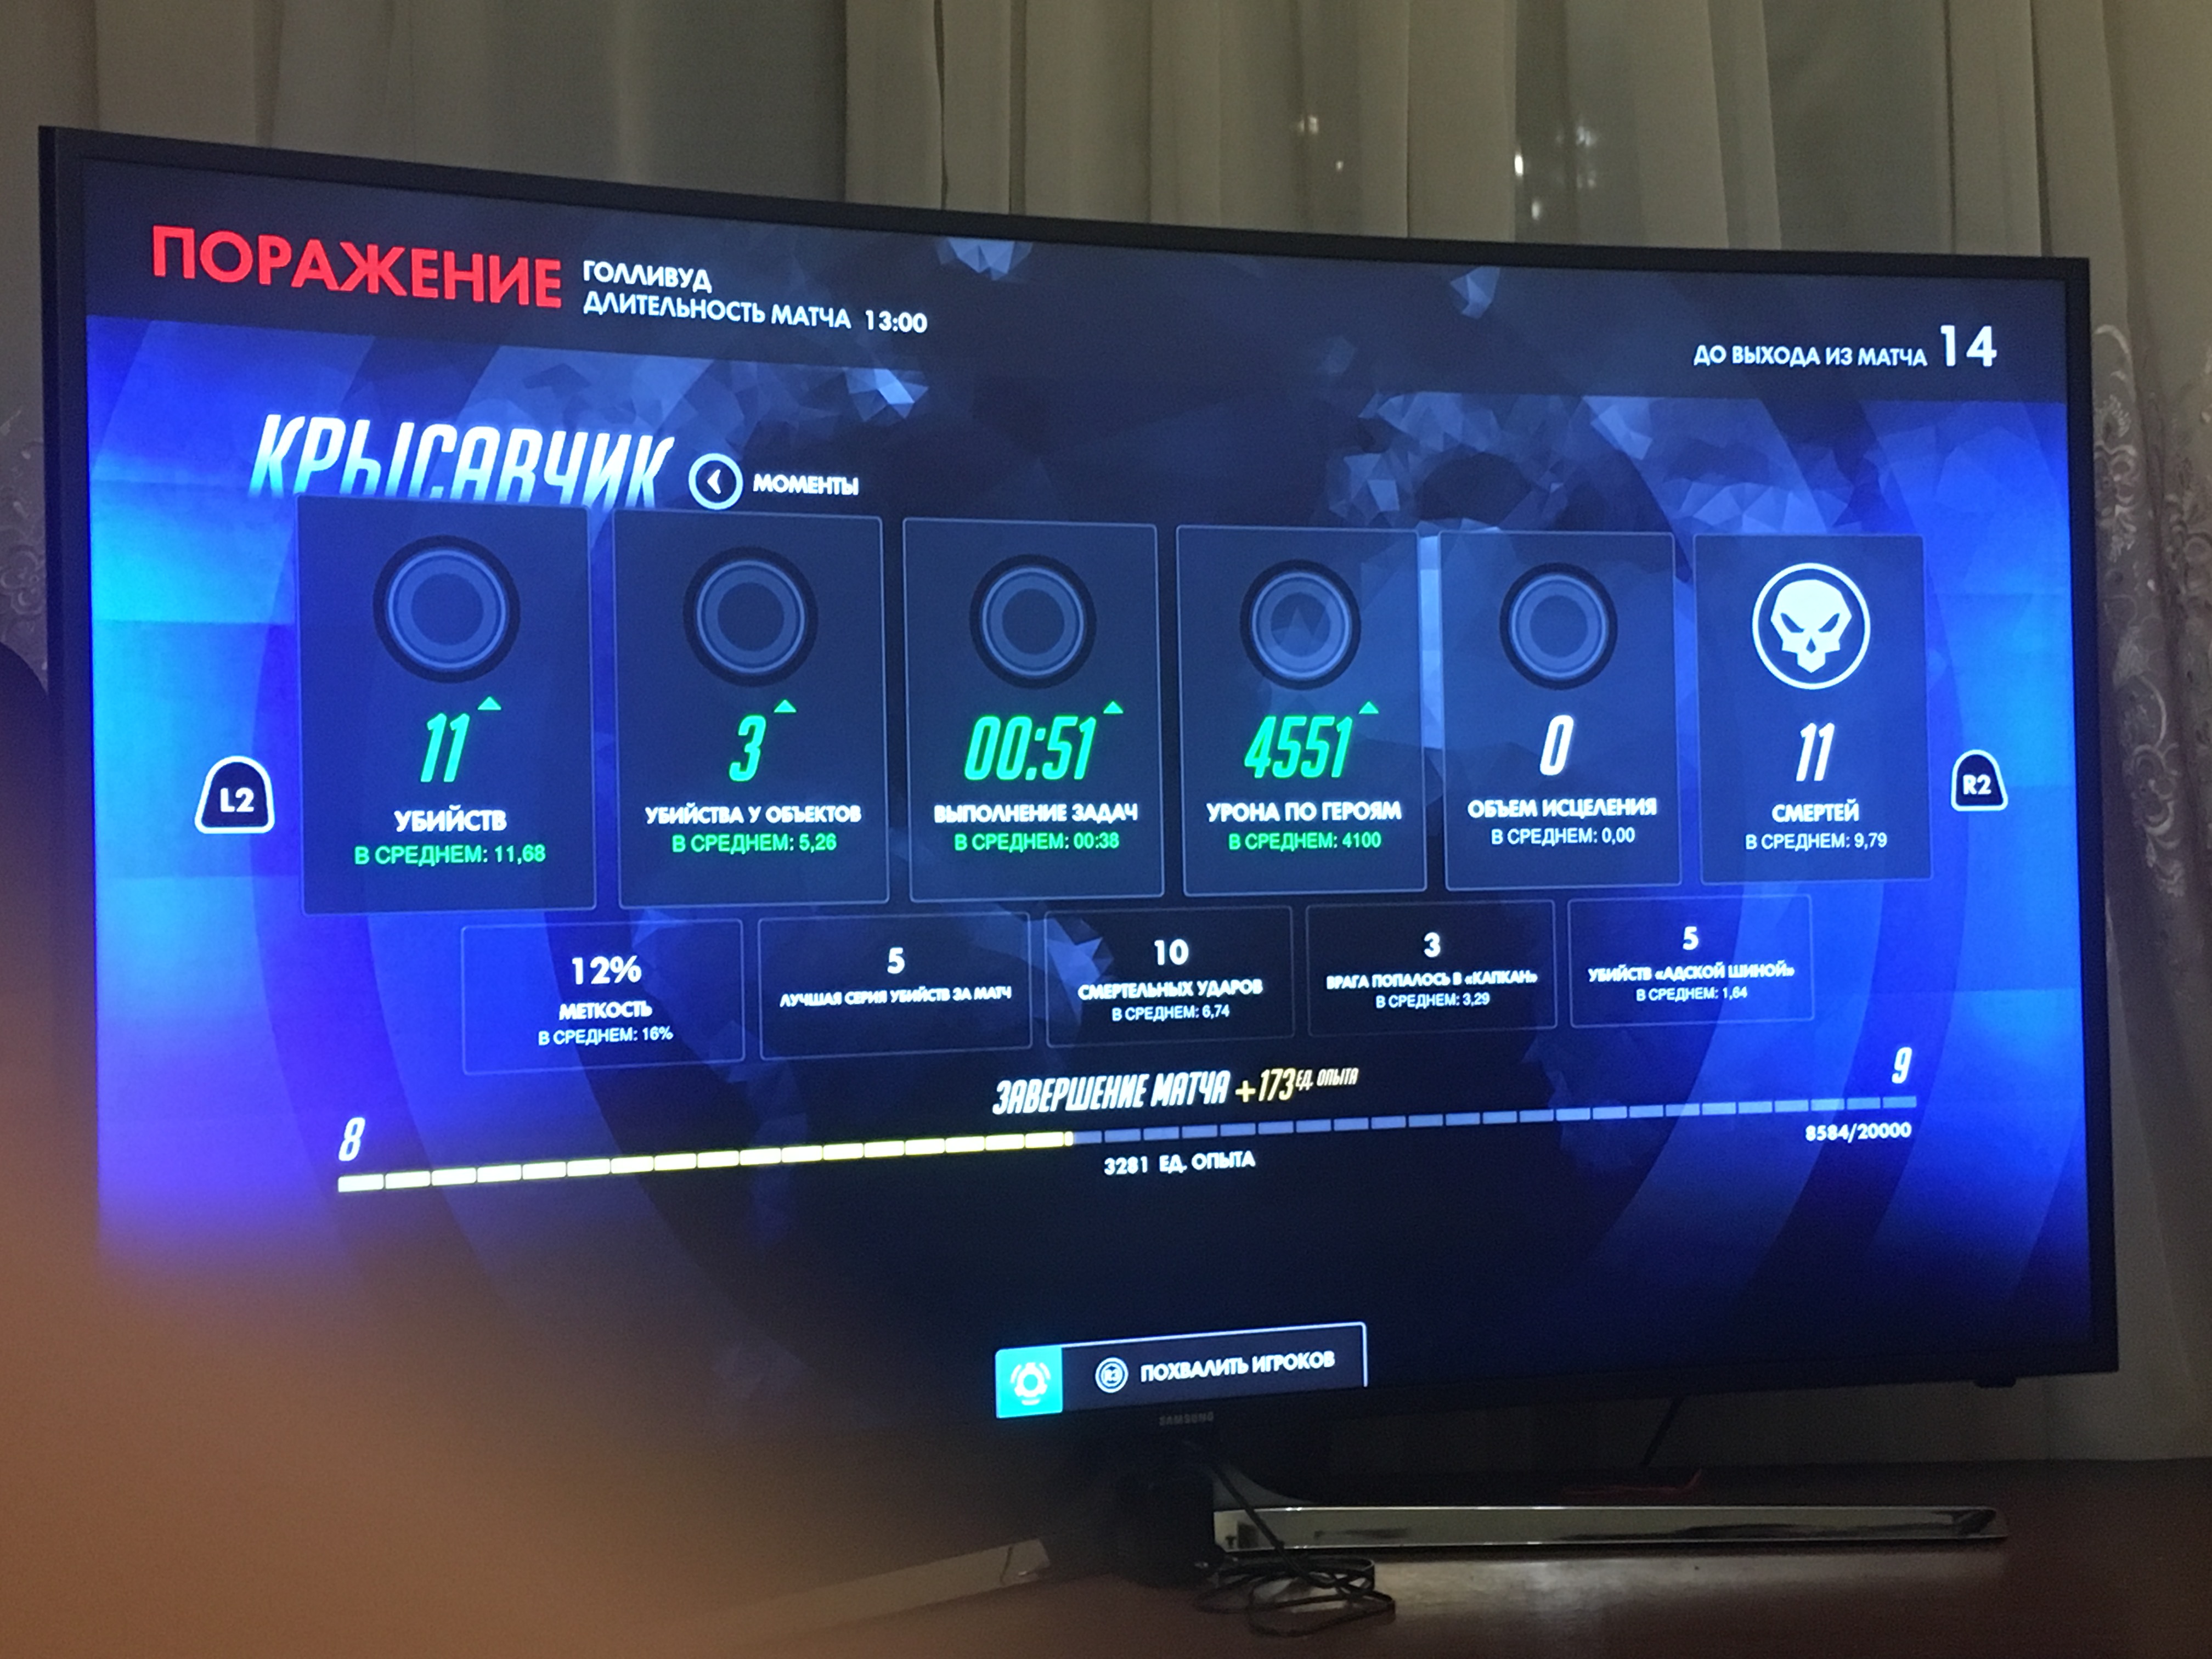 ПОРАЖЕНИЕ
ГОЛЛИВУД
ДЛИТЕЛЬНОСТЬ МАТЧА 13:00
ДО ВЫХОДА ИЗ МАТЧА 14
КРЫСАВЧИК
МОМЕНТЫ
L2
11
УБИЙСТВ
В СРЕДНЕМ: 11,68
3
УБИЙСТВА У ОБЪЕКТОВ
В СРЕДНЕМ: 5,26
00:51
ВЫПОЛНЕНИЕ ЗАДАЧ
В СРЕДНЕМ: 00:38
4551
УРОНА ПО ГЕРОЯМ
В СРЕДНЕМ: 4100
0
ОБЪЕМ ИСЦЕЛЕНИЯ
В СРЕДНЕМ: 0,00
11
СМЕРТЕЙ
В СРЕДНЕМ: 9,79
R2
12%
МЕТКОСТЬ
В СРЕДНЕМ: 16%
5
ЛУЧШАЯ СЕРИЯ УБИЙСТВ ЗА МАТЧ
10
СМЕРТЕЛЬНЫХ УДАРОВ
В СРЕДНЕМ: 6,74
3
ВРАГА ПОПАЛОСЬ В «КАПКАН»
В СРЕДНЕМ: 3,29
5
УБИЙСТВ «АДСКОЙ ШИНОЙ»
В СРЕДНЕМ: 1,64
ЗАВЕРШЕНИЕ МАТЧА +173 ЕД. ОПЫТА
8
9
3281 ЕД. ОПЫТА
8584/20000
R3 ПОХВАЛИТЬ ИГРОКОВ
SAMSUNG